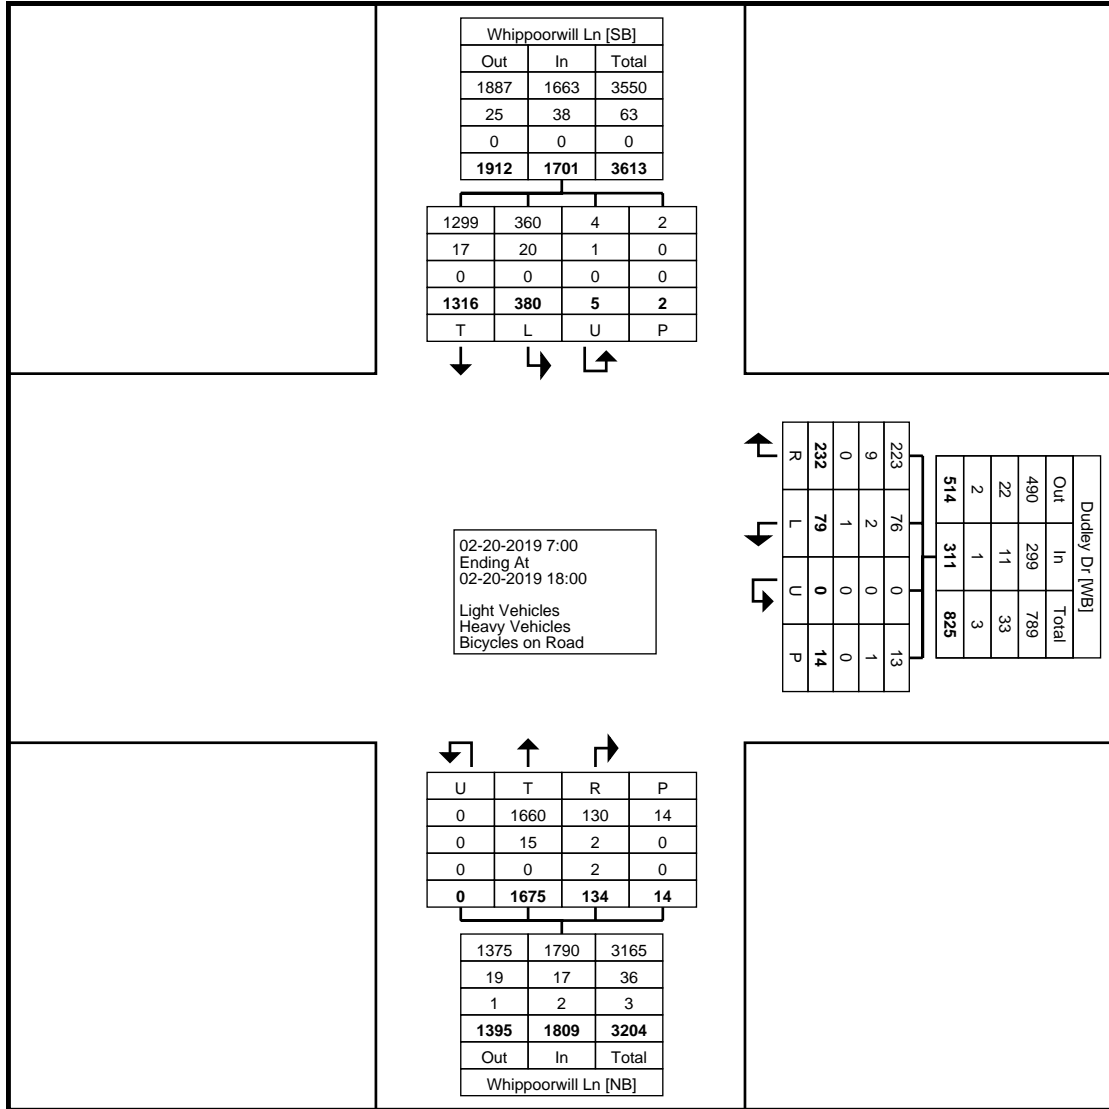 Whippoorwill Ln [SB]
Out In Total
1887 1663 3550
25 38 63
0 0 0
1912 1701 3613
1299 360 4 2
17 20 1 0
0 0 0 0
1316 380 5 2
T L U P
Dudley Dr [WB]
Out In Total
490 299 789
22 11 33
2 1 3
514 311 825
223 76 0 13
9 2 0 1
0 1 0 0
232 79 0 14
R L U P
02-20-2019 7:00
Ending At
02-20-2019 18:00
Light Vehicles
Heavy Vehicles
Bicycles on Road
U T R P
0 1660 130 14
0 15 2 0
0 0 2 0
0 1675 134 14
1375 1790 3165
19 17 36
1 2 3
1395 1809 3204
Out In Total
Whippoorwill Ln [NB]